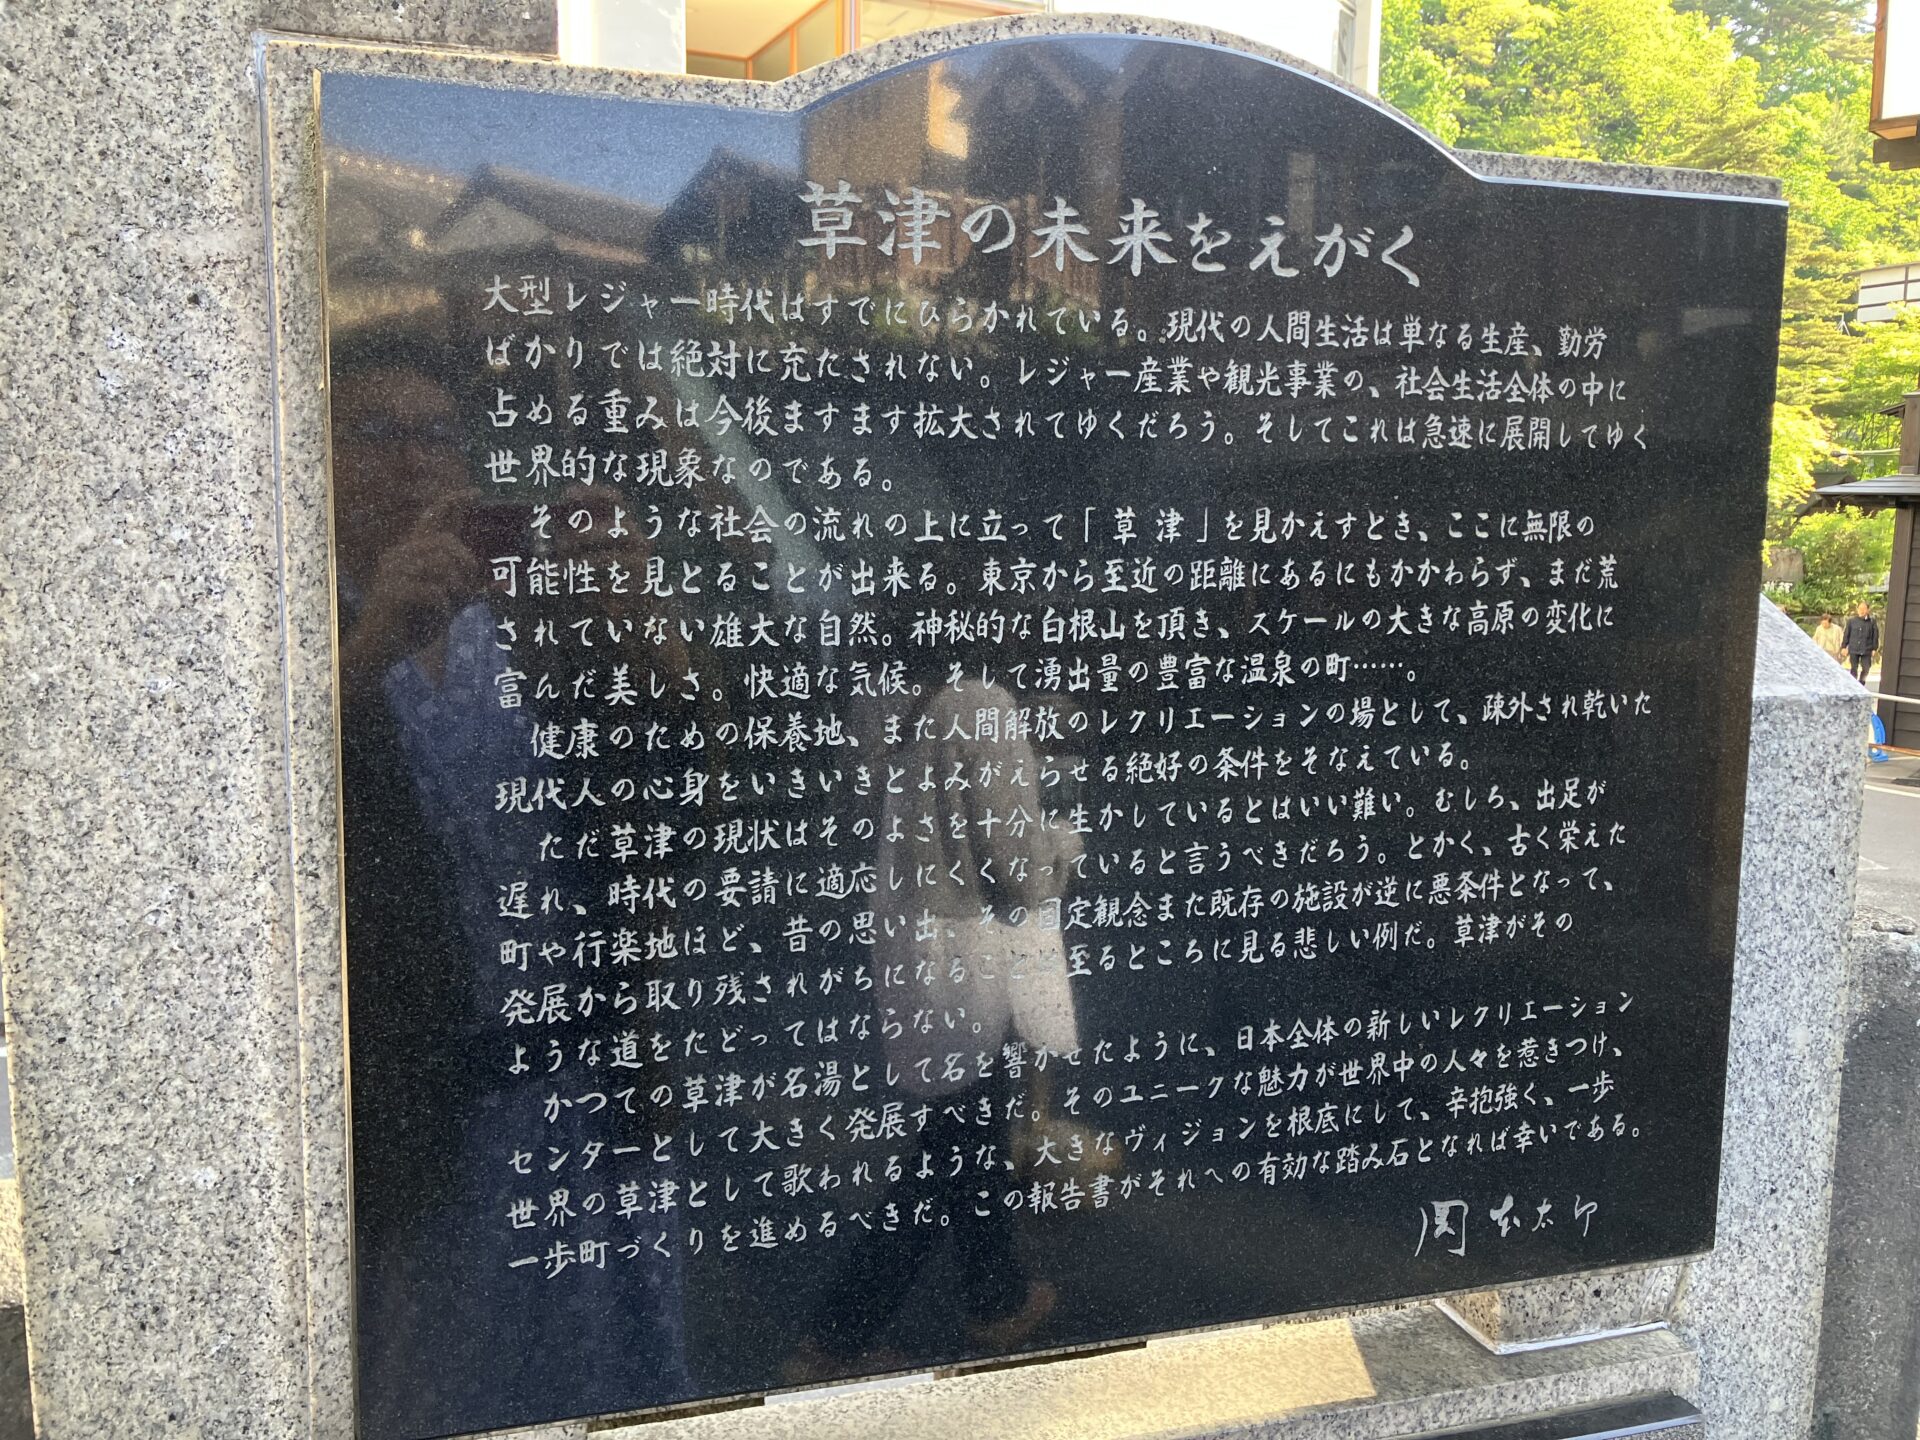 草津の未来をえがく
大型レジャー時代はすでにひらかれている。現代の人間生活は単なる生産、勤労
ばかりでは絶対に充たされない。レジャー産業や観光事業の、社会生活全体の中に
占める重みは今後ますます拡大されてゆくだろう。そしてこれは急速に展開してゆく
世界的な現象なのである。
そのような社会の流れの上に立って「草津」を見かえすとき、ここに無限の
可能性を見とることが出来る。東京から至近の距離にあるにもかかわらず、まだ荒
されていない雄大な自然。神秘的な白根山を頂き、スケールの大きな高原の変化に
富んだ美しさ。快適な気候。そして湧出量の豊富な温泉の町……。
健康のための保養地、また人間解放のレクリエーションの場として、疎外され乾いた
現代人の心身をいきいきとよみがえらせる絶好の条件をそなえている。
ただ草津の現状はそのよさを十分に生かしているとはいい難い。むしろ、出足が
遅れ、時代の要請に適応しにくくなっていると言うべきだろう。とかく、古く栄えた
町や行楽地ほど、昔の思い出、その固定観念また既存の施設が逆に悪条件となって、
発展から取り残されがちになることは至るところに見る悲しい例だ。草津がその
ような道をたどってはならない。
かつての草津が名湯として名を響かせたように、日本全体の新しいレクリエーション
センターとして大きく発展すべきだ。そのユニークな魅力が世界中の人々を惹きつけ、
世界の草津として歌われるような、大きなヴィジョンを根底にして、辛抱強く、一歩
一歩町づくりを進めるべきだ。この報告書がそれへの有効な踏み石となれば幸いである。
岡本太郎